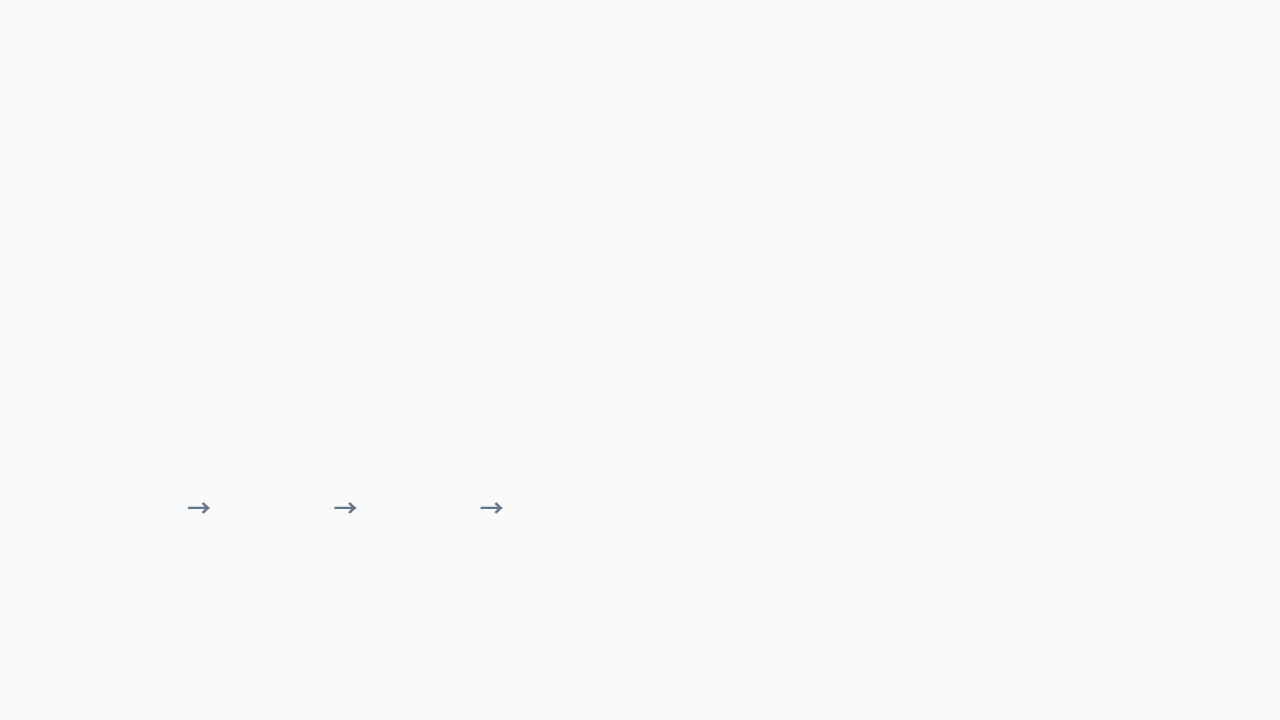 → → →